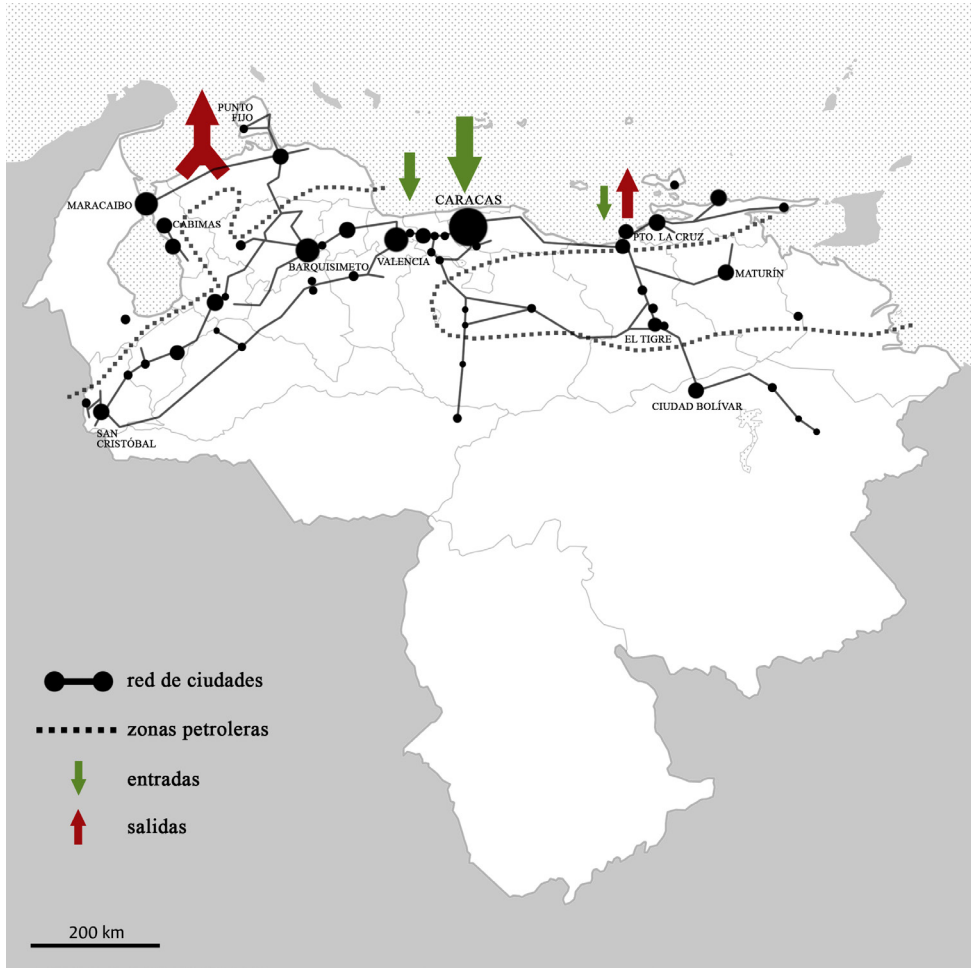 PUNTO
FIJO
MARACAIBO
CABIMAS
CARACAS
BARQUISIMETO
VALENCIA
PTO. LA CRUZ
MATURÍN
EL TIGRE
CIUDAD BOLÍVAR
SAN
CRISTÓBAL
red de ciudades
zonas petroleras
entradas
salidas
200 km